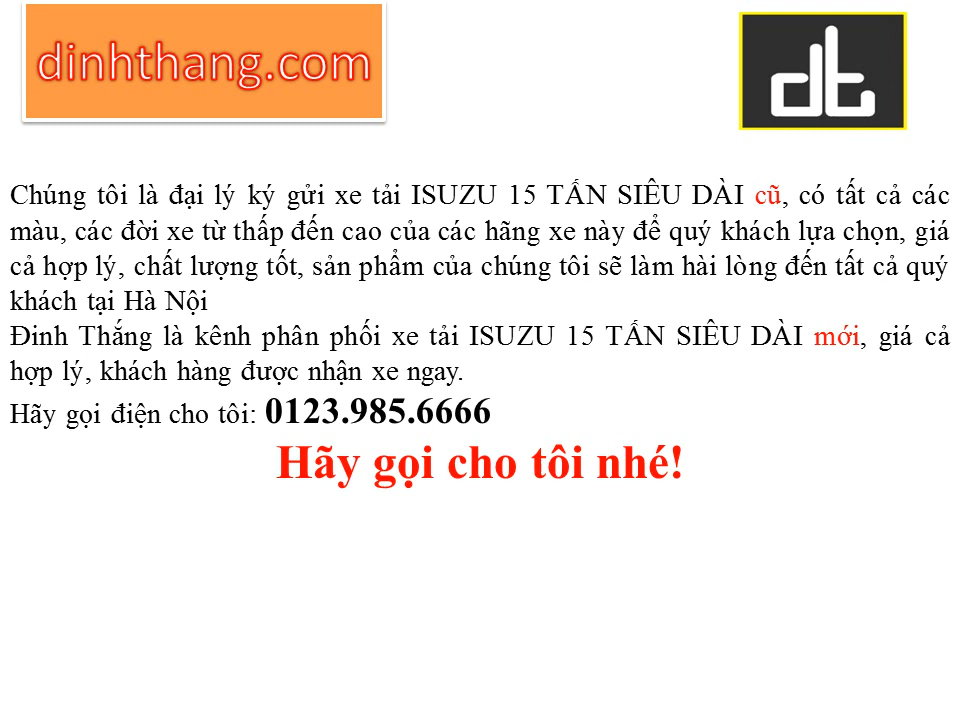 dinhthang.com
dt
Chúng tôi là đại lý ký gửi xe tải ISUZU 15 TẤN SIÊU DÀI cũ, có tất cả các
màu, các đời xe từ thấp đến cao của các hãng xe này để quý khách lựa chọn, giá
cả hợp lý, chất lượng tốt, sản phẩm của chúng tôi sẽ làm hài lòng đến tất cả quý
khách tại Hà Nội
Đinh Thắng là kênh phân phối xe tải ISUZU 15 TẤN SIÊU DÀI mới, giá cả
hợp lý, khách hàng được nhận xe ngay.
Hãy gọi điện cho tôi: 0123.985.6666
Hãy gọi cho tôi nhé!